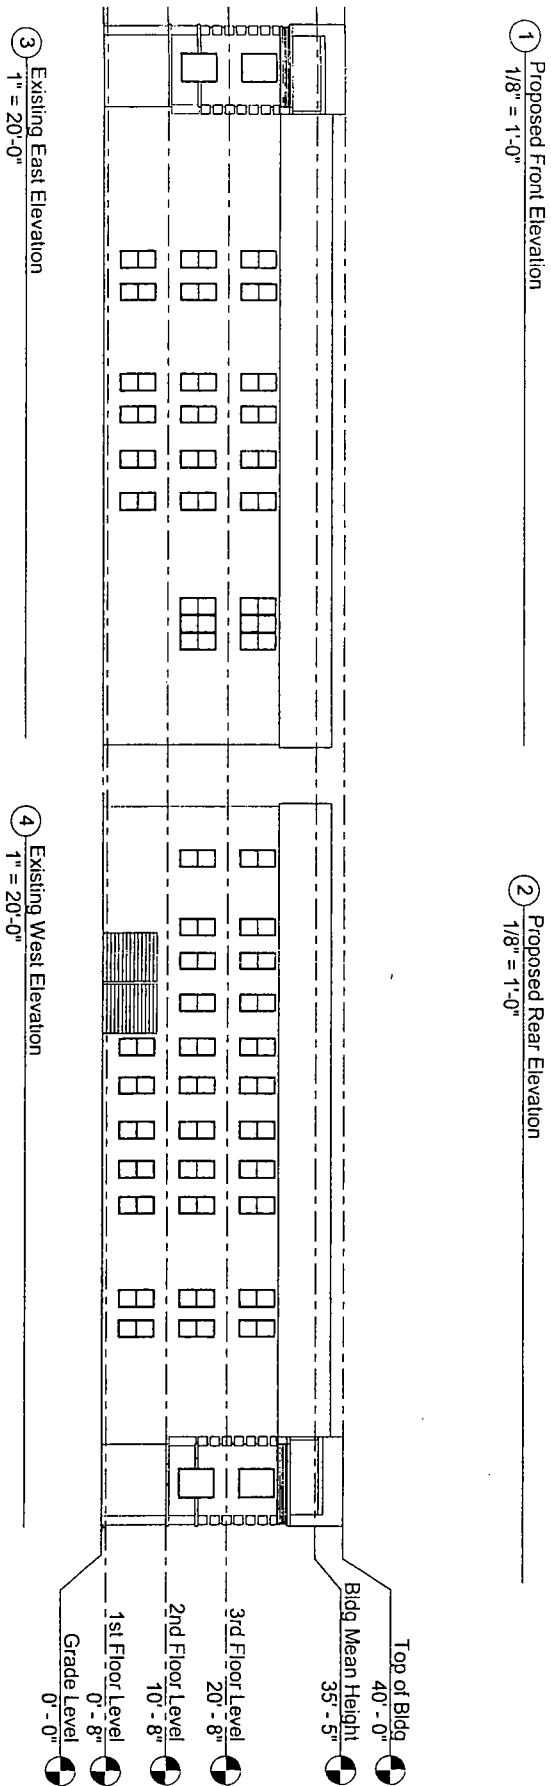 1
Proposed Front Elevation
1/8" = 1'-0"
2
Proposed Rear Elevation
1/8" = 1'-0"
Top of Bldg
40' - 0"
Bldg Mean Height
35' - 5"
3rd Floor Level
20' - 8"
2nd Floor Level
10' - 8"
1st Floor Level
0' - 8"
Grade Level
0' - 0"
3
Existing East Elevation
1" = 20'-0"
4
Existing West Elevation
1" = 20'-0"